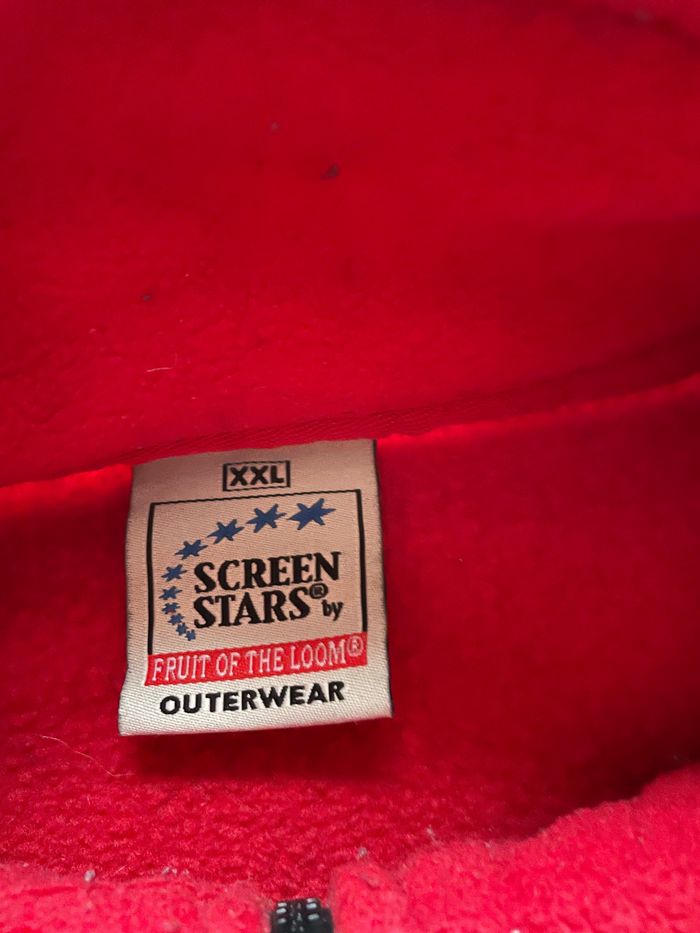 XXL
SCREEN
STARS® by
FRUIT OF THE LOOM®
OUTERWEAR